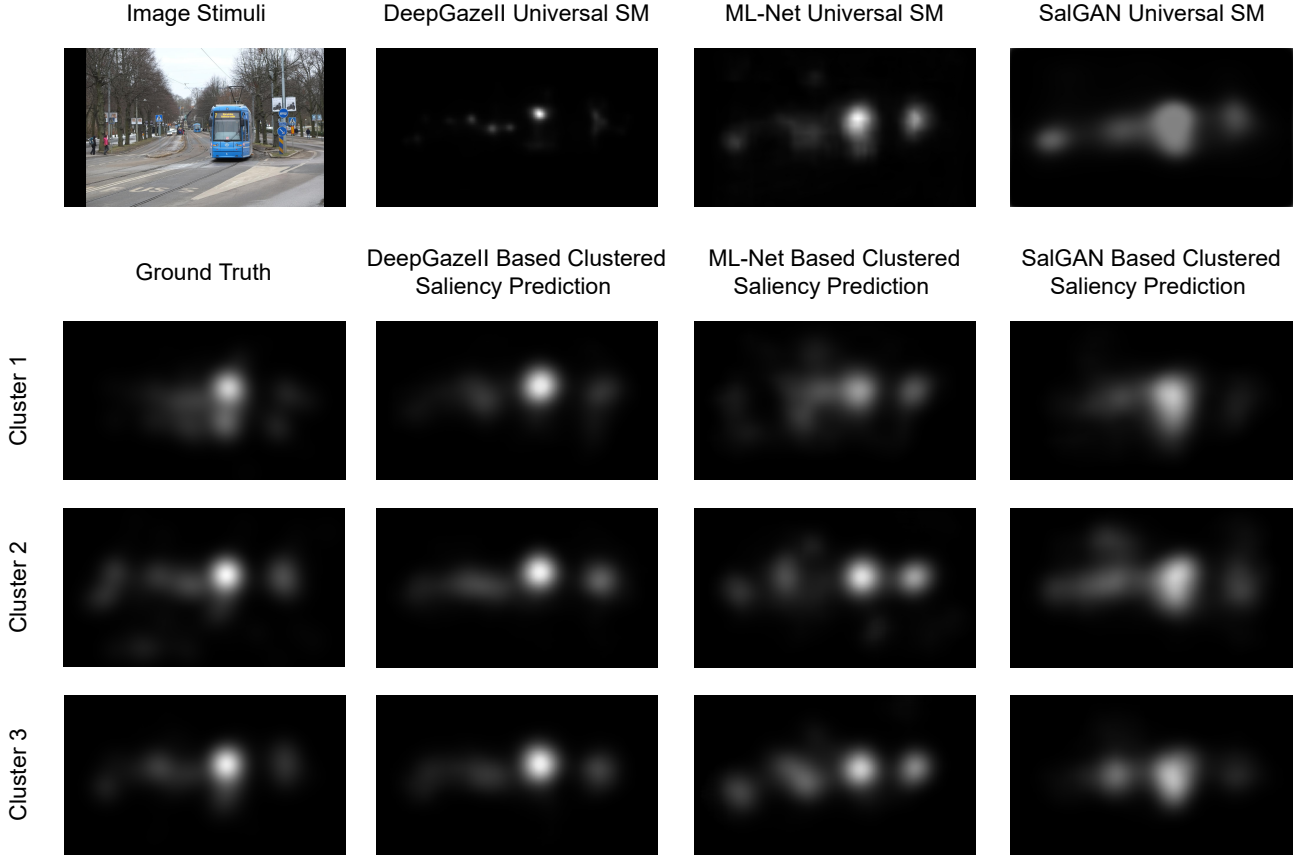 Image Stimuli
DeepGazeII Universal SM
ML-Net Universal SM
SalGAN Universal SM
Ground Truth
DeepGazeII Based Clustered
Saliency Prediction
ML-Net Based Clustered
Saliency Prediction
SalGAN Based Clustered
Saliency Prediction
Cluster 1
Cluster 2
Cluster 3